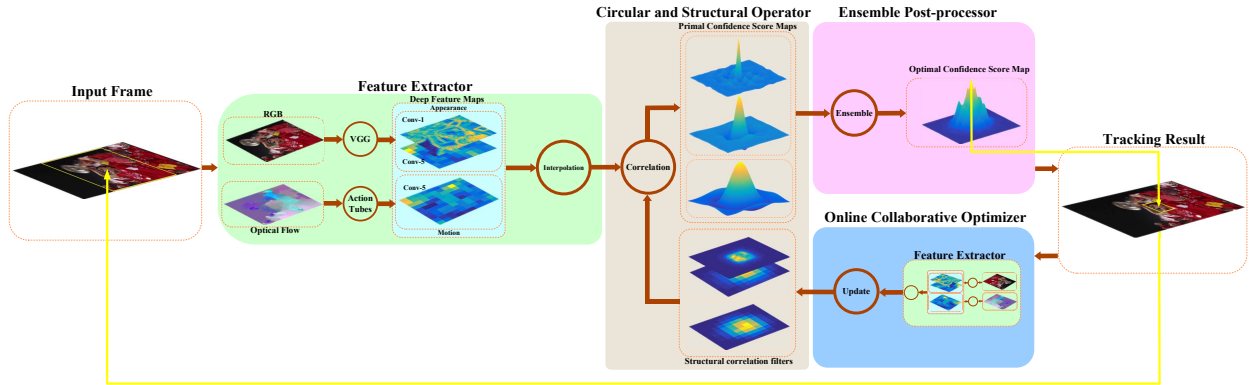 Input Frame
Feature Extractor
RGB
VGG
Optical Flow
Action
Tubes
Deep Feature Maps
Appearance
Conv-1
Conv-5
Conv-5
Motion
Interpolation
Circular and Structural Operator
Correlation
Primal Confidence Score Maps
Structural correlation filters
Ensemble Post-processor
Ensemble
Optimal Confidence Score Map
Online Collaborative Optimizer
Update
Feature Extractor
Tracking Result